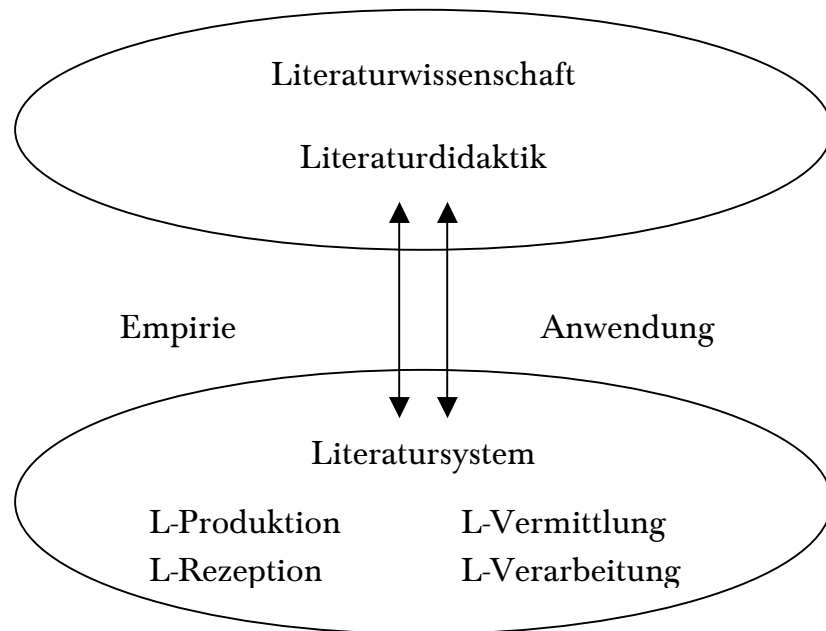 Literaturwissenschaft
Literaturdidaktik
Empirie Anwendung
Literatursystem
L-Produktion L-Vermittlung
L-Rezeption L-Verarbeitung